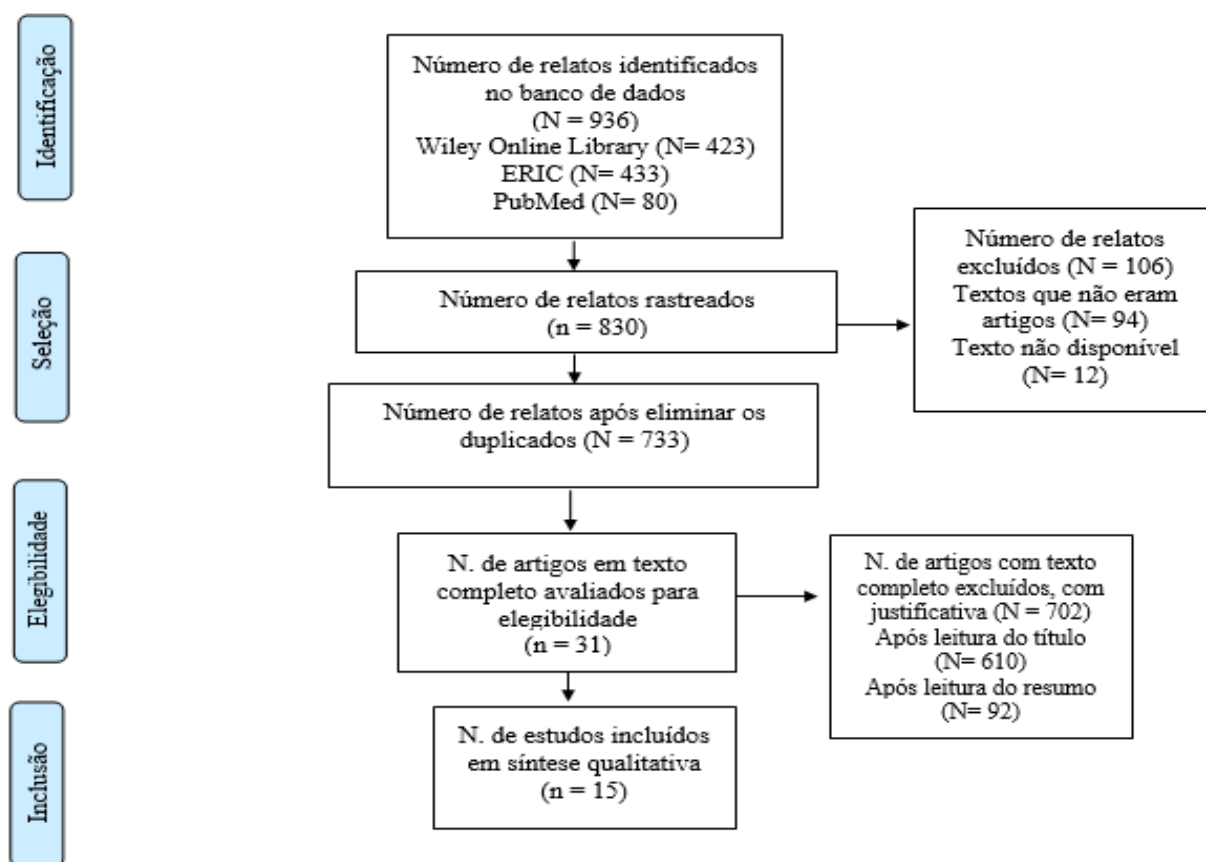 Identificação
Número de relatos identificados
no banco de dados
(N = 936)
Wiley Online Library (N= 423)
ERIC (N= 433)
PubMed (N= 80)
Seleção
Número de relatos rastreados
(n = 830)
Número de relatos
excluídos (N = 106)
Textos que não eram
artigos (N= 94)
Texto não disponível
(N= 12)
Número de relatos após eliminar os
duplicados (N = 733)
Elegibilidade
N. de artigos em texto
completo avaliados para
elegibilidade
(n = 31)
N. de artigos com texto
completo excluídos, com
justificativa (N = 702)
Após leitura do título
(N= 610)
Após leitura do resumo
(N= 92)
Inclusão
N. de estudos incluídos
em síntese qualitativa
(n = 15)